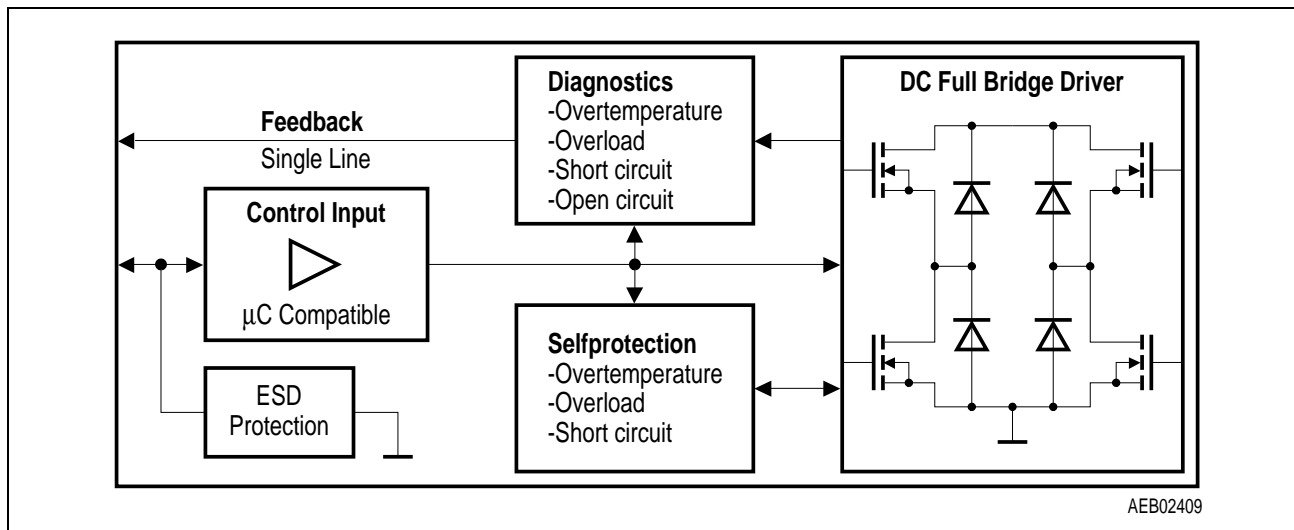 Feedback
Single Line
Control Input
µC Compatible
ESD
Protection
Diagnostics
-Overtemperature
-Overload
-Short circuit
-Open circuit
Selfprotection
-Overtemperature
-Overload
-Short circuit
DC Full Bridge Driver
AEB02409